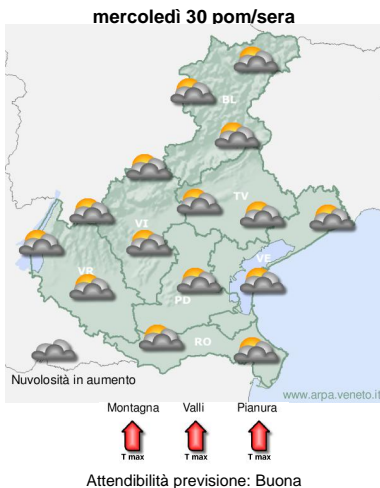 mercoledì 30 pom/sera
BL
TV
VI
VE
VR
PD
RO
Nuvolosità in aumento
www.arpa.veneto.it
Montagna Valli Pianura
T max T max T max
Attendibilità previsione: Buona